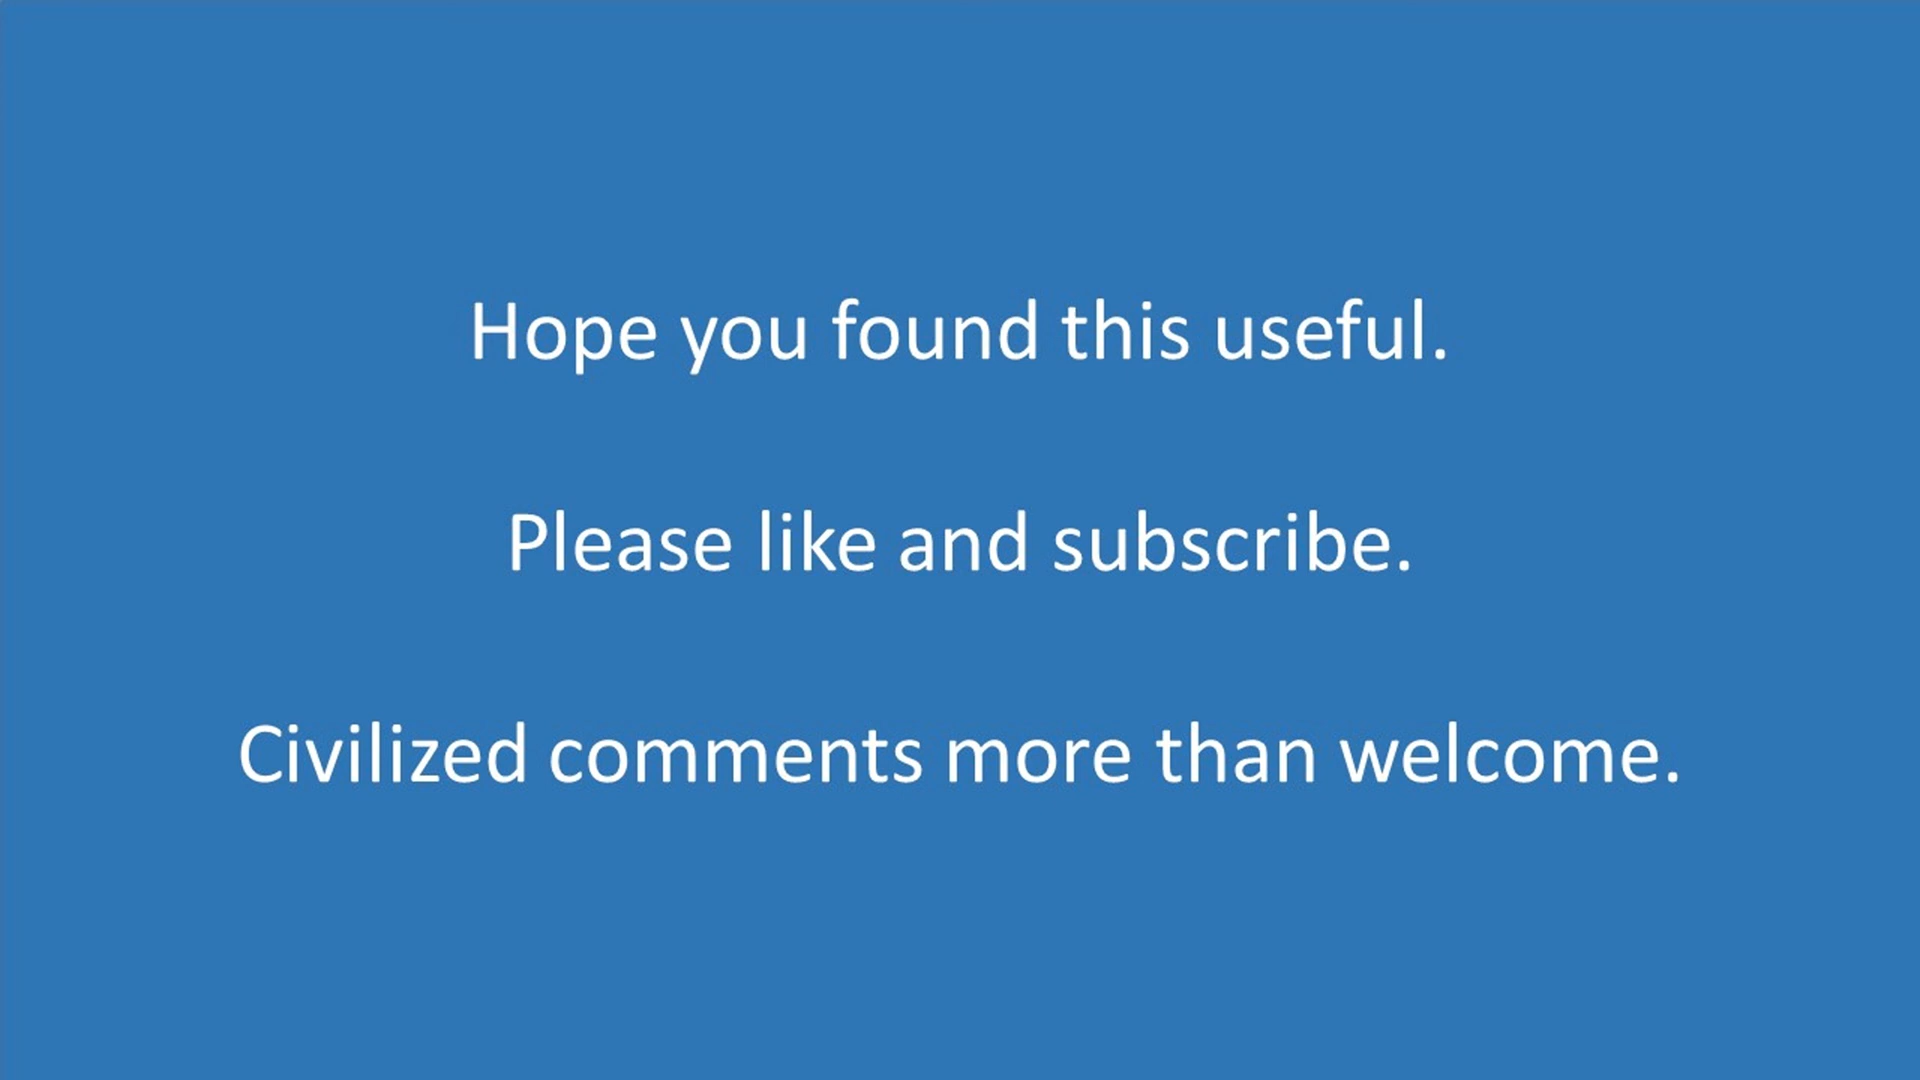 Hope you found this useful.
Please like and subscribe.
Civilized comments more than welcome.